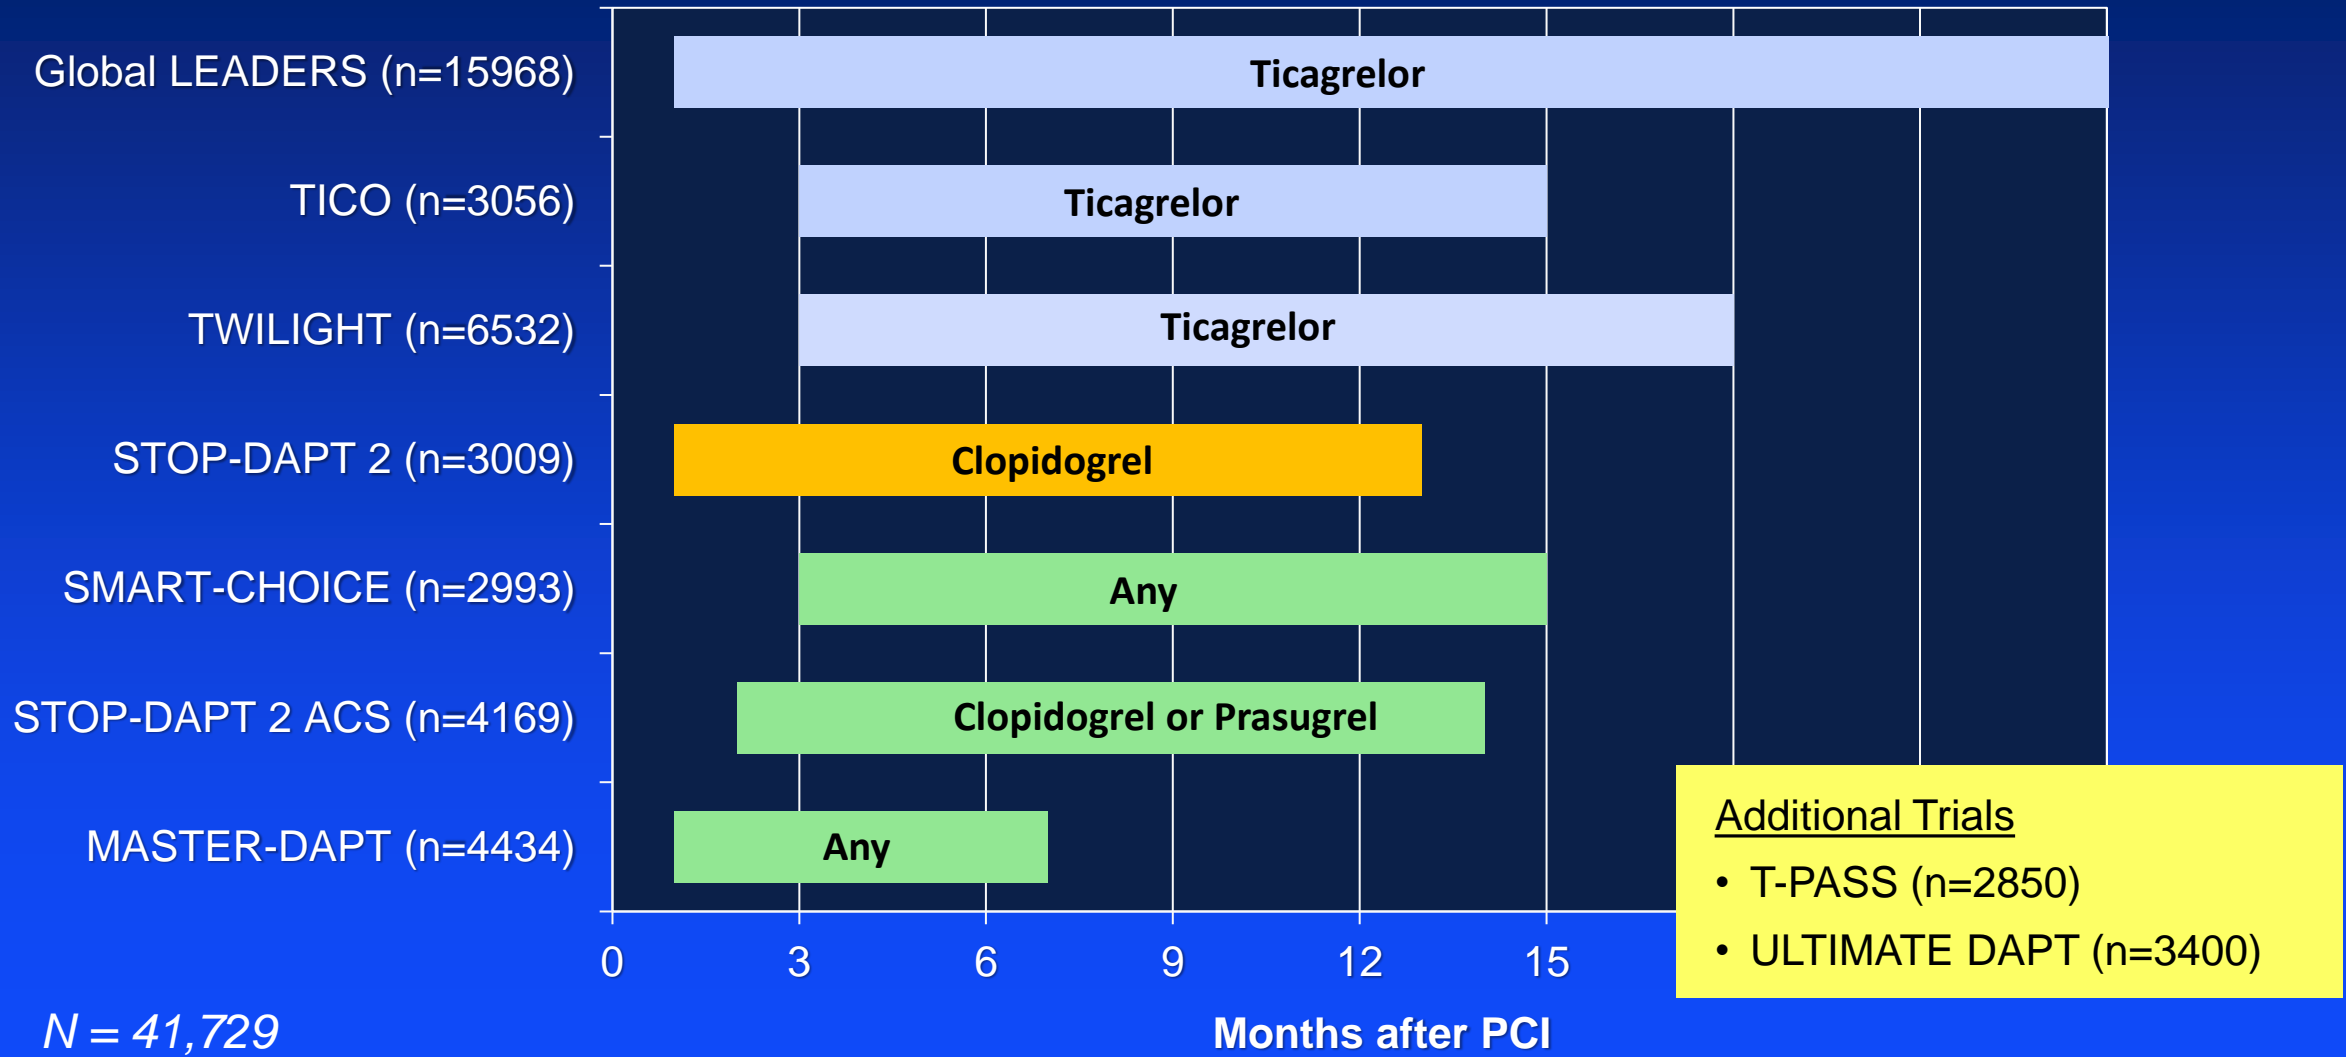 Global LEADERS (n=15968)
Ticagrelor
TICO (n=3056)
Ticagrelor
TWILIGHT (n=6532)
Ticagrelor
STOP-DAPT 2 (n=3009)
Clopidogrel
SMART-CHOICE (n=2993)
Any
STOP-DAPT 2 ACS (n=4169)
Clopidogrel or Prasugrel
MASTER-DAPT (n=4434)
Any
0 3 6 9 12 15
Months after PCI
Additional Trials
• T-PASS (n=2850)
• ULTIMATE DAPT (n=3400)
N = 41,729